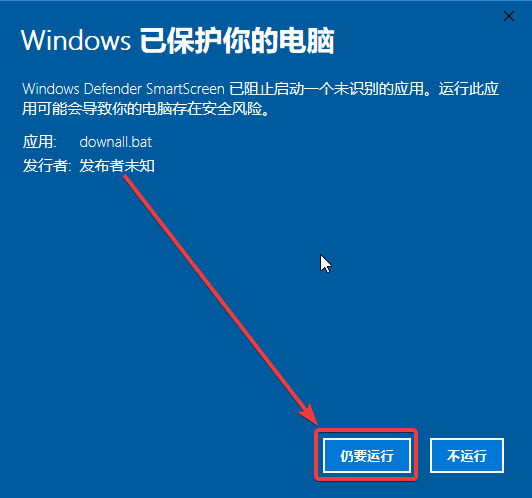 Windows 已保护你的电脑
Windows Defender SmartScreen 已阻止启动一个未识别的应用。运行此应
用可能会导致你的电脑存在安全风险。
应用: downall.bat
发行者: 发布者未知
仍要运行 不运行